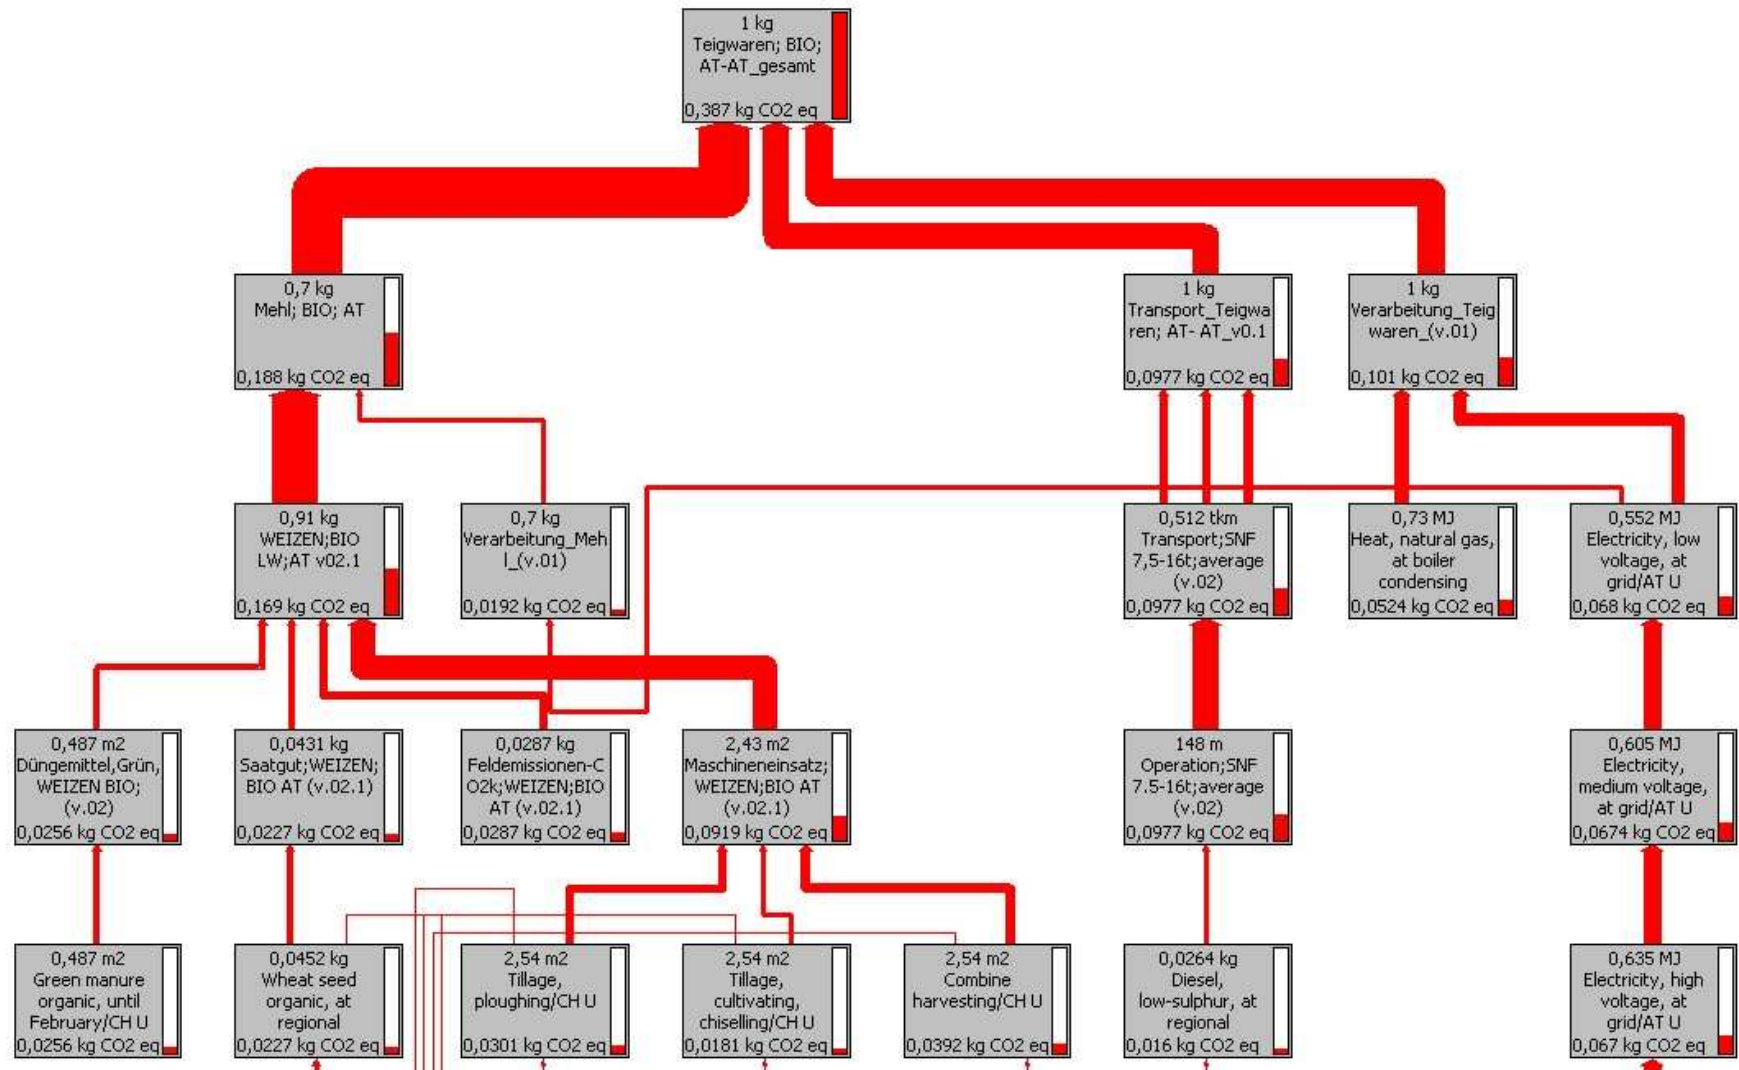 1 kg
Teigwaren; BIO;
AT-AT_gesamt
0,387 kg CO2 eq
0,7 kg
Mehl; BIO; AT
0,188 kg CO2 eq
1 kg
Transport_Teigwa
ren; AT- AT_v0.1
0,0977 kg CO2 eq
1 kg
Verarbeitung_Teig
waren_(v.01)
0,101 kg CO2 eq
0,91 kg
WEIZEN;BIO
LW;AT v02.1
0,169 kg CO2 eq
0,7 kg
Verarbeitung_Meh
l_(v.01)
0,0192 kg CO2 eq
0,512 tkm
Transport;SNF
7,5-16t;average
(v.02)
0,0977 kg CO2 eq
0,73 MJ
Heat, natural gas,
at boiler
condensing
0,0524 kg CO2 eq
0,552 MJ
Electricity, low
voltage, at
grid/AT U
0,068 kg CO2 eq
0,487 m2
Düngemittel,Grün,
WEIZEN BIO;
(v.02)
0,0256 kg CO2 eq
0,0431 kg
Saatgut;WEIZEN;
BIO AT (v.02.1)
0,0227 kg CO2 eq
0,0287 kg
Feldemissionen-C
O2k;WEIZEN;BIO
AT (v.02.1)
0,0287 kg CO2 eq
2,43 m2
Maschineneinsatz;
WEIZEN;BIO AT
(v.02.1)
0,0919 kg CO2 eq
148 m
Operation;SNF
7.5-16t;average
(v.02)
0,0977 kg CO2 eq
0,605 MJ
Electricity,
medium voltage,
at grid/AT U
0,0674 kg CO2 eq
0,487 m2
Green manure
organic, until
February/CH U
0,0256 kg CO2 eq
0,0452 kg
Wheat seed
organic, at
regional
0,0227 kg CO2 eq
2,54 m2
Tillage,
ploughing/CH U
0,0301 kg CO2 eq
2,54 m2
Tillage,
cultivating,
chiselling/CH U
0,0181 kg CO2 eq
2,54 m2
Combine
harvesting/CH U
0,0392 kg CO2 eq
0,0264 kg
Diesel,
low-sulphur, at
regional
0,016 kg CO2 eq
0,635 MJ
Electricity, high
voltage, at
grid/AT U
0,067 kg CO2 eq